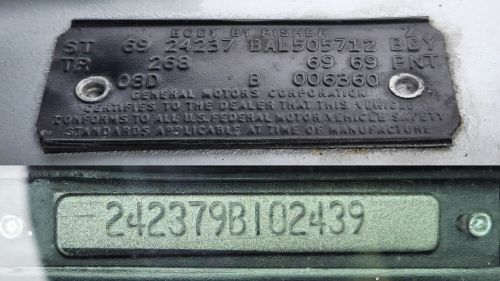 BODY BY FISHER 2
ST 69 24237 BAL505712 BDY
TR 268 69 69 PNT
08D B 006360
GENERAL MOTORS CORPORATION
CERTIFIES TO THE DEALER THAT THIS VEHICLE
CONFORMS TO ALL U.S. FEDERAL MOTOR VEHICLE SAFETY
STANDARDS APPLICABLE AT TIME OF MANUFACTURE
242379B102439